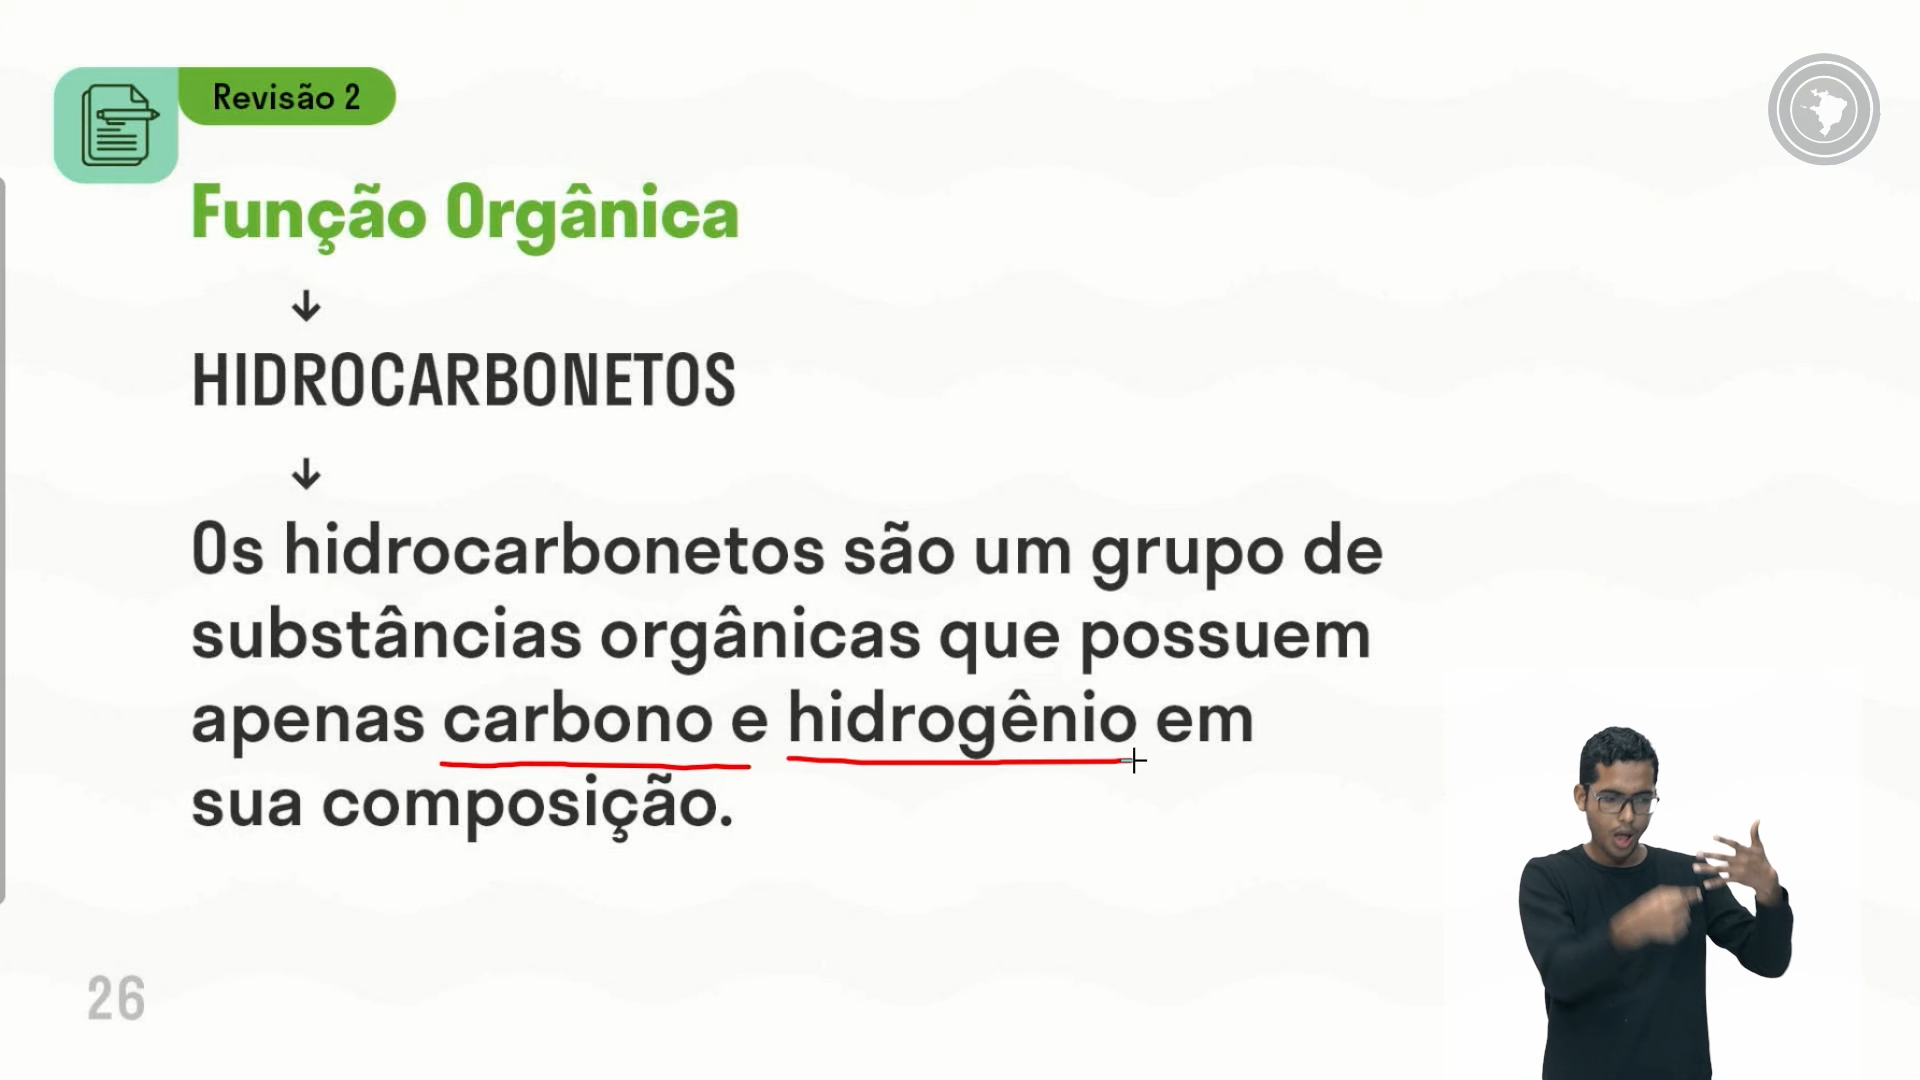 Revisão 2
Função Orgânica
↓
HIDROCARBONETOS
↓
Os hidrocarbonetos são um grupo de
substâncias orgânicas que possuem
apenas carbono e hidrogênio em
sua composição.
26